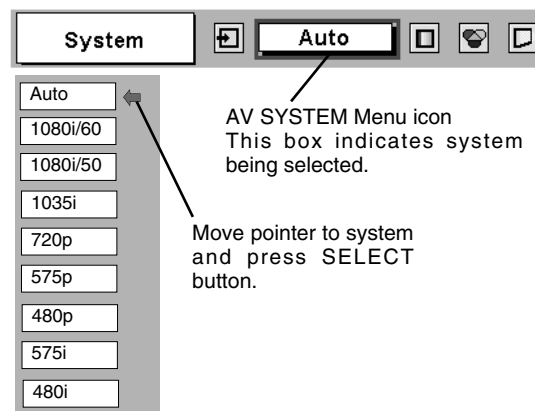 System
Auto
Auto
1080i/60
1080i/50
1035i
720p
575p
480p
575i
480i
AV SYSTEM Menu icon
This box indicates system
being selected.
Move pointer to system
and press SELECT
button.